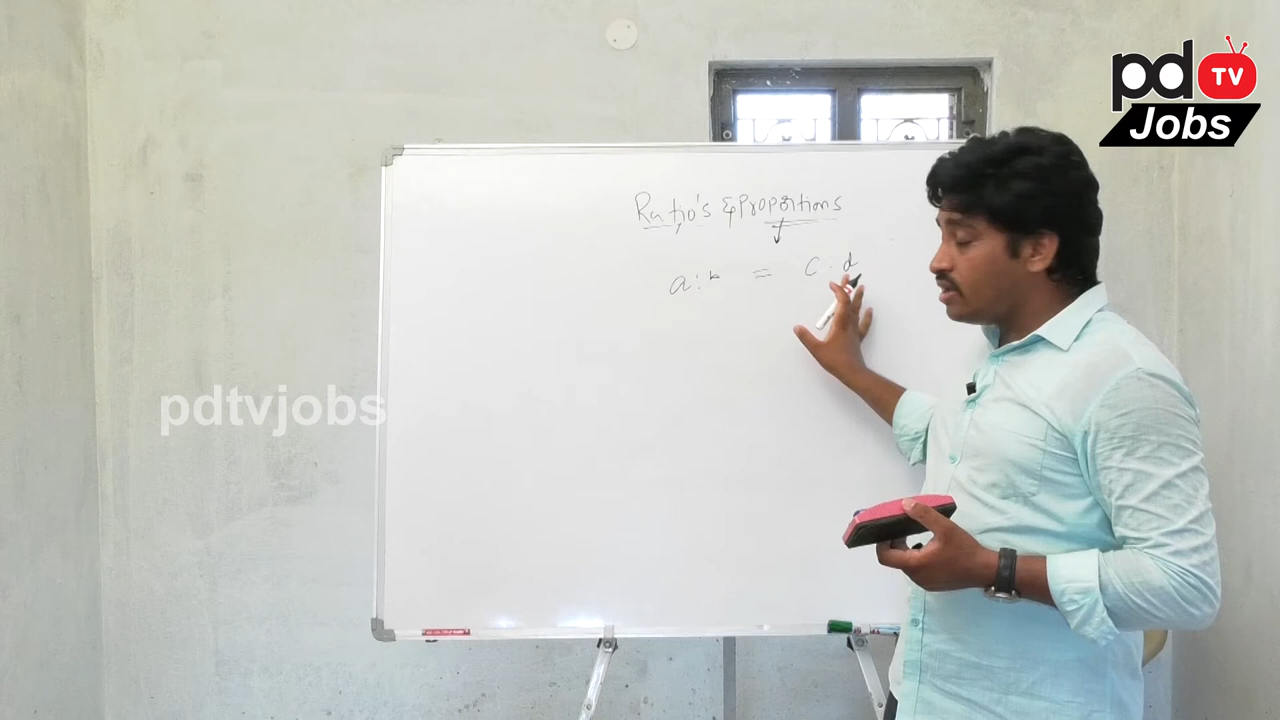 pd TV
Jobs
Ratio's & Proportions
a:b = c:d
pdtvjobs